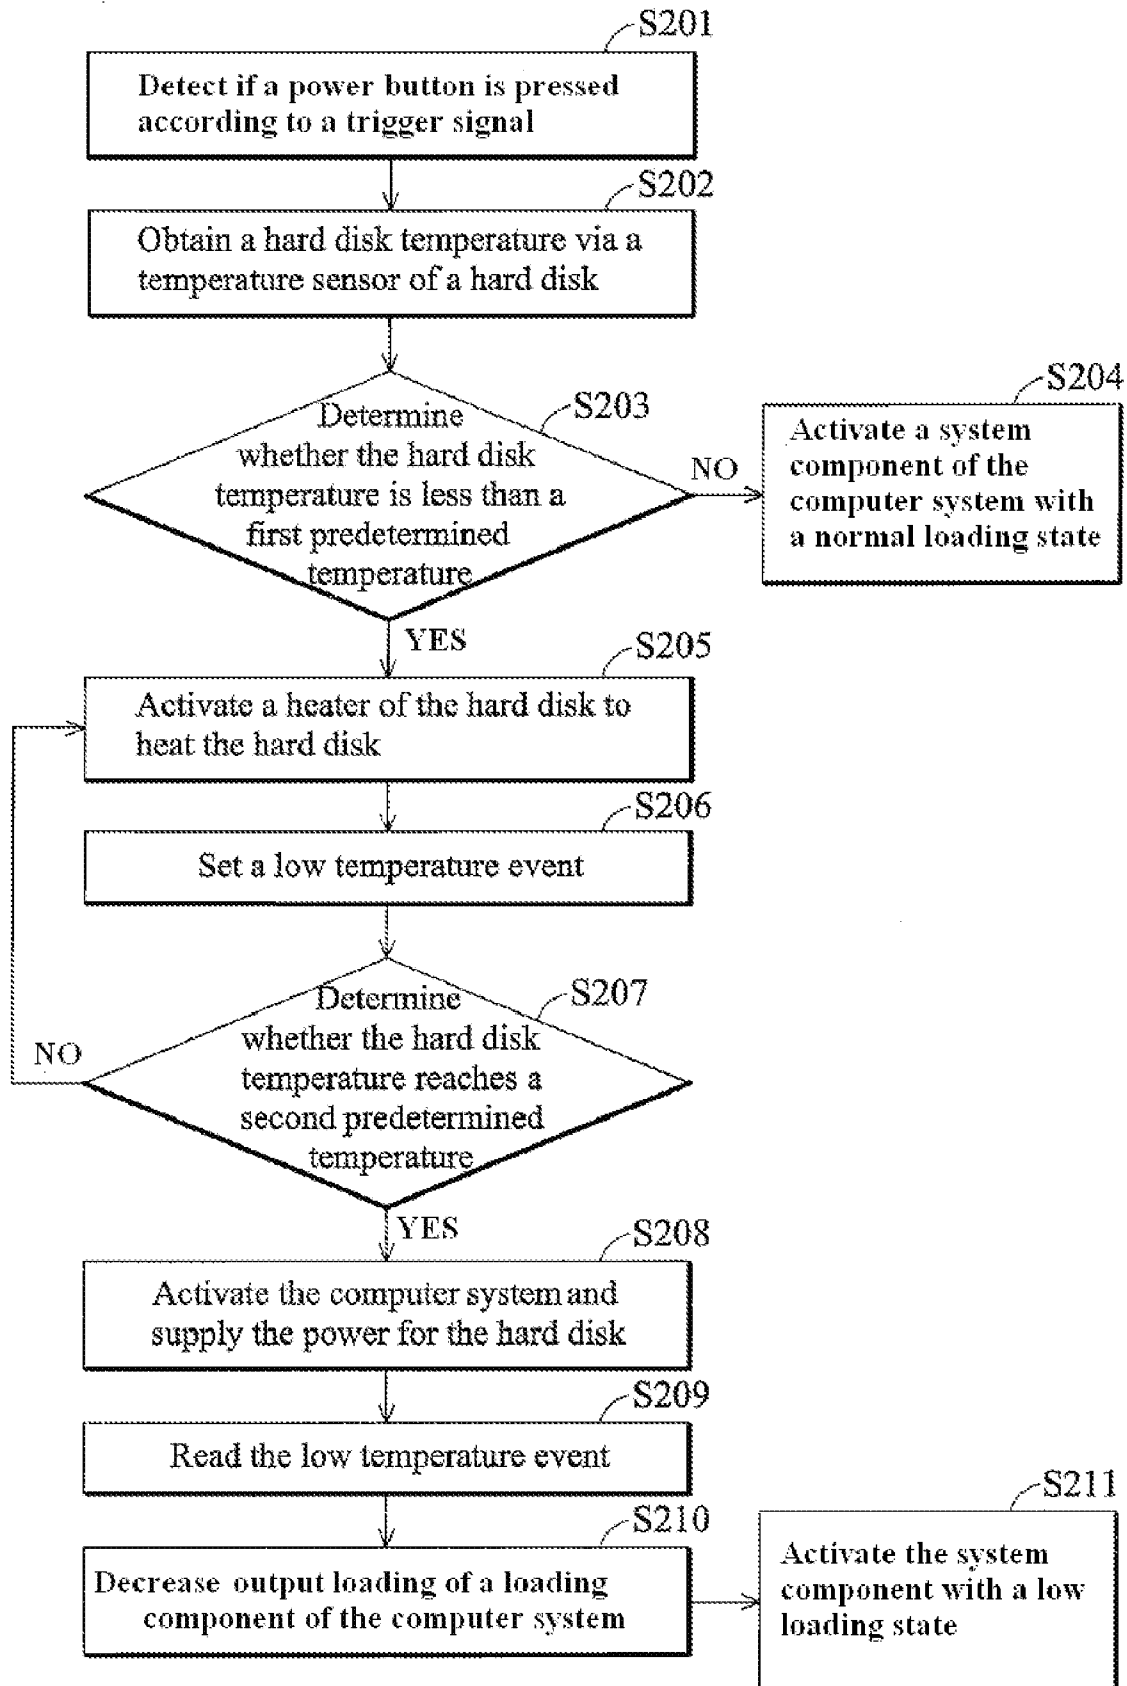 S201
Detect if a power button is pressed
according to a trigger signal
S202
Obtain a hard disk temperature via a
temperature sensor of a hard disk
S203
Determine
whether the hard disk
temperature is less than a
first predetermined
temperature
NO
S204
Activate a system
component of the
computer system with
a normal loading state
YES
S205
Activate a heater of the hard disk to
heat the hard disk
S206
Set a low temperature event
S207
Determine
whether the hard disk
temperature reaches a
second predetermined
temperature
NO
YES
S208
Activate the computer system and
supply the power for the hard disk
S209
Read the low temperature event
S210
Decrease output loading of a loading
component of the computer system
S211
Activate the system
component with a low
loading state